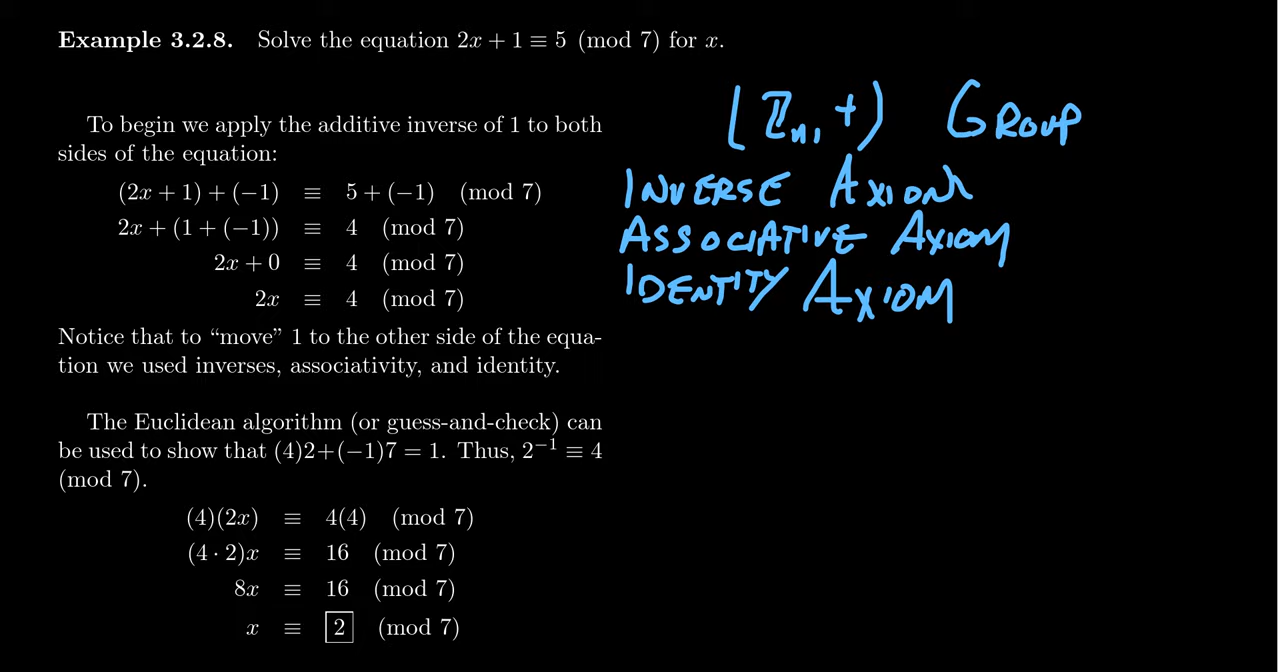 Example 3.2.8. Solve the equation 2x + 1 ≡ 5 (mod 7) for x.
To begin we apply the additive inverse of 1 to both
sides of the equation:
(2x + 1) + (−1) ≡ 5 + (−1) (mod 7)
2x + (1 + (−1)) ≡ 4 (mod 7)
2x + 0 ≡ 4 (mod 7)
2x ≡ 4 (mod 7)
Notice that to “move” 1 to the other side of the equa-
tion we used inverses, associativity, and identity.
The Euclidean algorithm (or guess-and-check) can
be used to show that (4)2+(−1)7 = 1. Thus, 2⁻¹ ≡ 4
(mod 7).
(4)(2x) ≡ 4(4) (mod 7)
(4 · 2)x ≡ 16 (mod 7)
8x ≡ 16 (mod 7)
x ≡ 2 (mod 7)
(ℤn, +) GROUP
INVERSE AXIOM
ASSOCIATIVE AXIOM
IDENTITY AXIOM